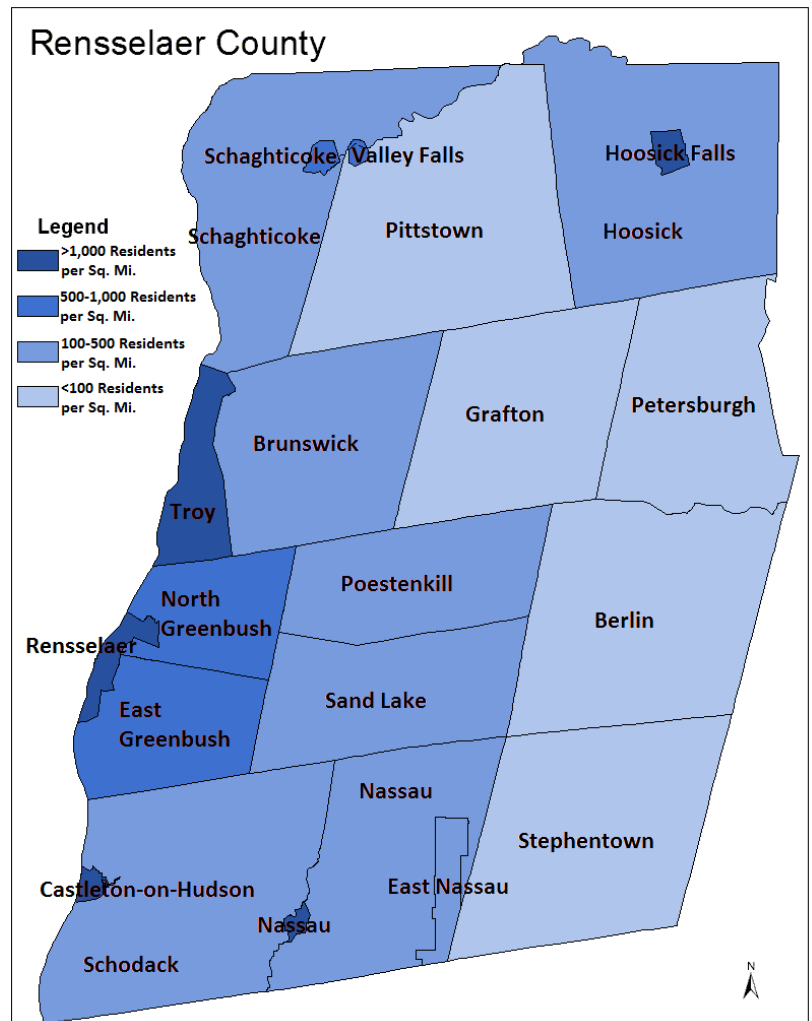 Rensselaer County
Schaghticoke
Valley Falls
Hoosick Falls
Legend
>1,000 Residents
per Sq. Mi.
500-1,000 Residents
per Sq. Mi.
100-500 Residents
per Sq. Mi.
<100 Residents
per Sq. Mi.
Schaghticoke
Pittstown
Hoosick
Brunswick
Grafton
Petersburgh
Troy
North
Greenbush
Poestenkill
Berlin
Rensselaer
East
Greenbush
Sand Lake
Nassau
Stephentown
Castleton-on-Hudson
East Nassau
Nassau
Schodack
N